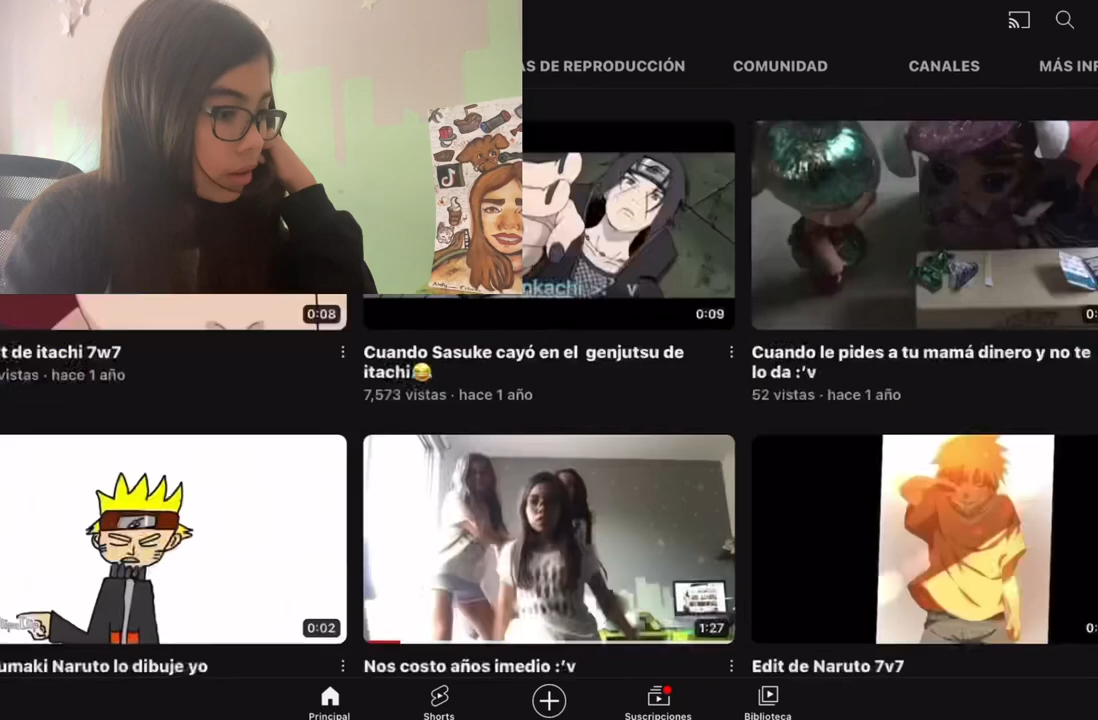 AS DE REPRODUCCIÓN COMUNIDAD CANALES MÁS INF
0:08
0:09
0:
t de itachi 7w7
vistas · hace 1 año
Cuando Sasuke cayó en el genjutsu de
itachi😂
7,573 vistas · hace 1 año
Cuando le pides a tu mamá dinero y no te
lo da :‘v
52 vistas · hace 1 año
0:02
1:27
0:
umaki Naruto lo dibuje yo
Nos costo años imedio :‘v
Edit de Naruto 7v7
Principal
Shorts
Suscripciones
Biblioteca